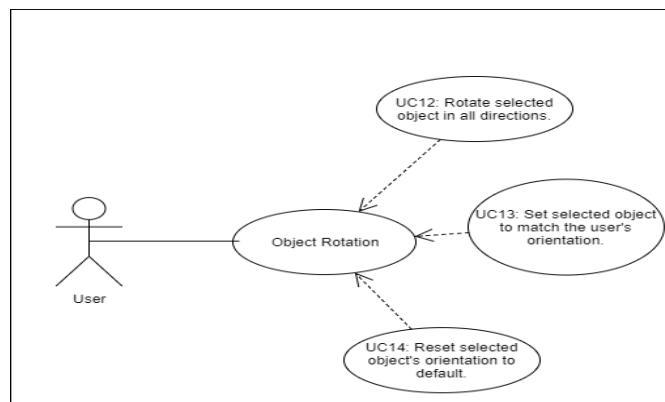 UC12: Rotate selected
object in all directions.
UC13: Set selected object
to match the user's
orientation.
Object Rotation
User
UC14: Reset selected
object's orientation to
default.